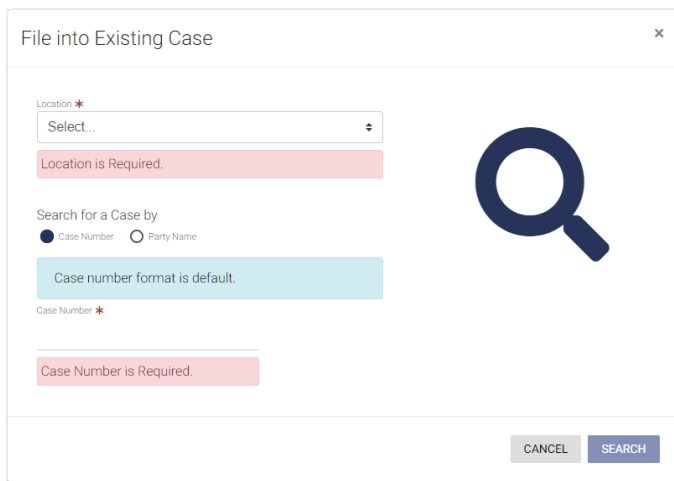 File into Existing Case
×
Location *
Select...
Location is Required.
Search for a Case by
Case Number Party Name
Case number format is default.
Case Number *
Case Number is Required.
CANCEL SEARCH